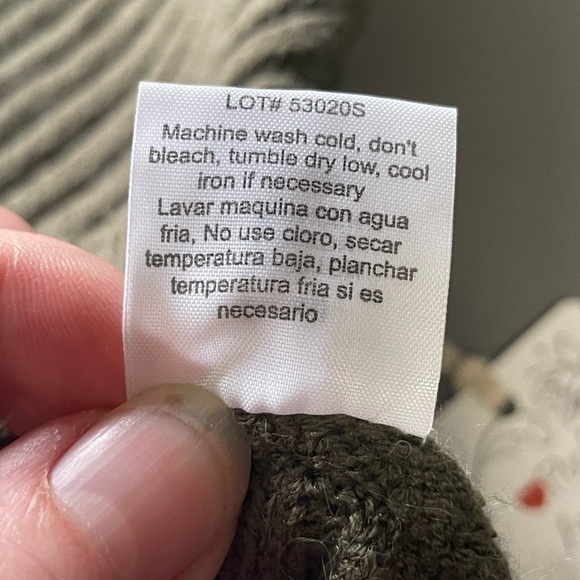 LOT# 53020S
Machine wash cold, don't
bleach, tumble dry low, cool
iron if necessary
Lavar maquina con agua
fria, No use cloro, secar
temperatura baja, planchar
temperatura fria si es
necesario